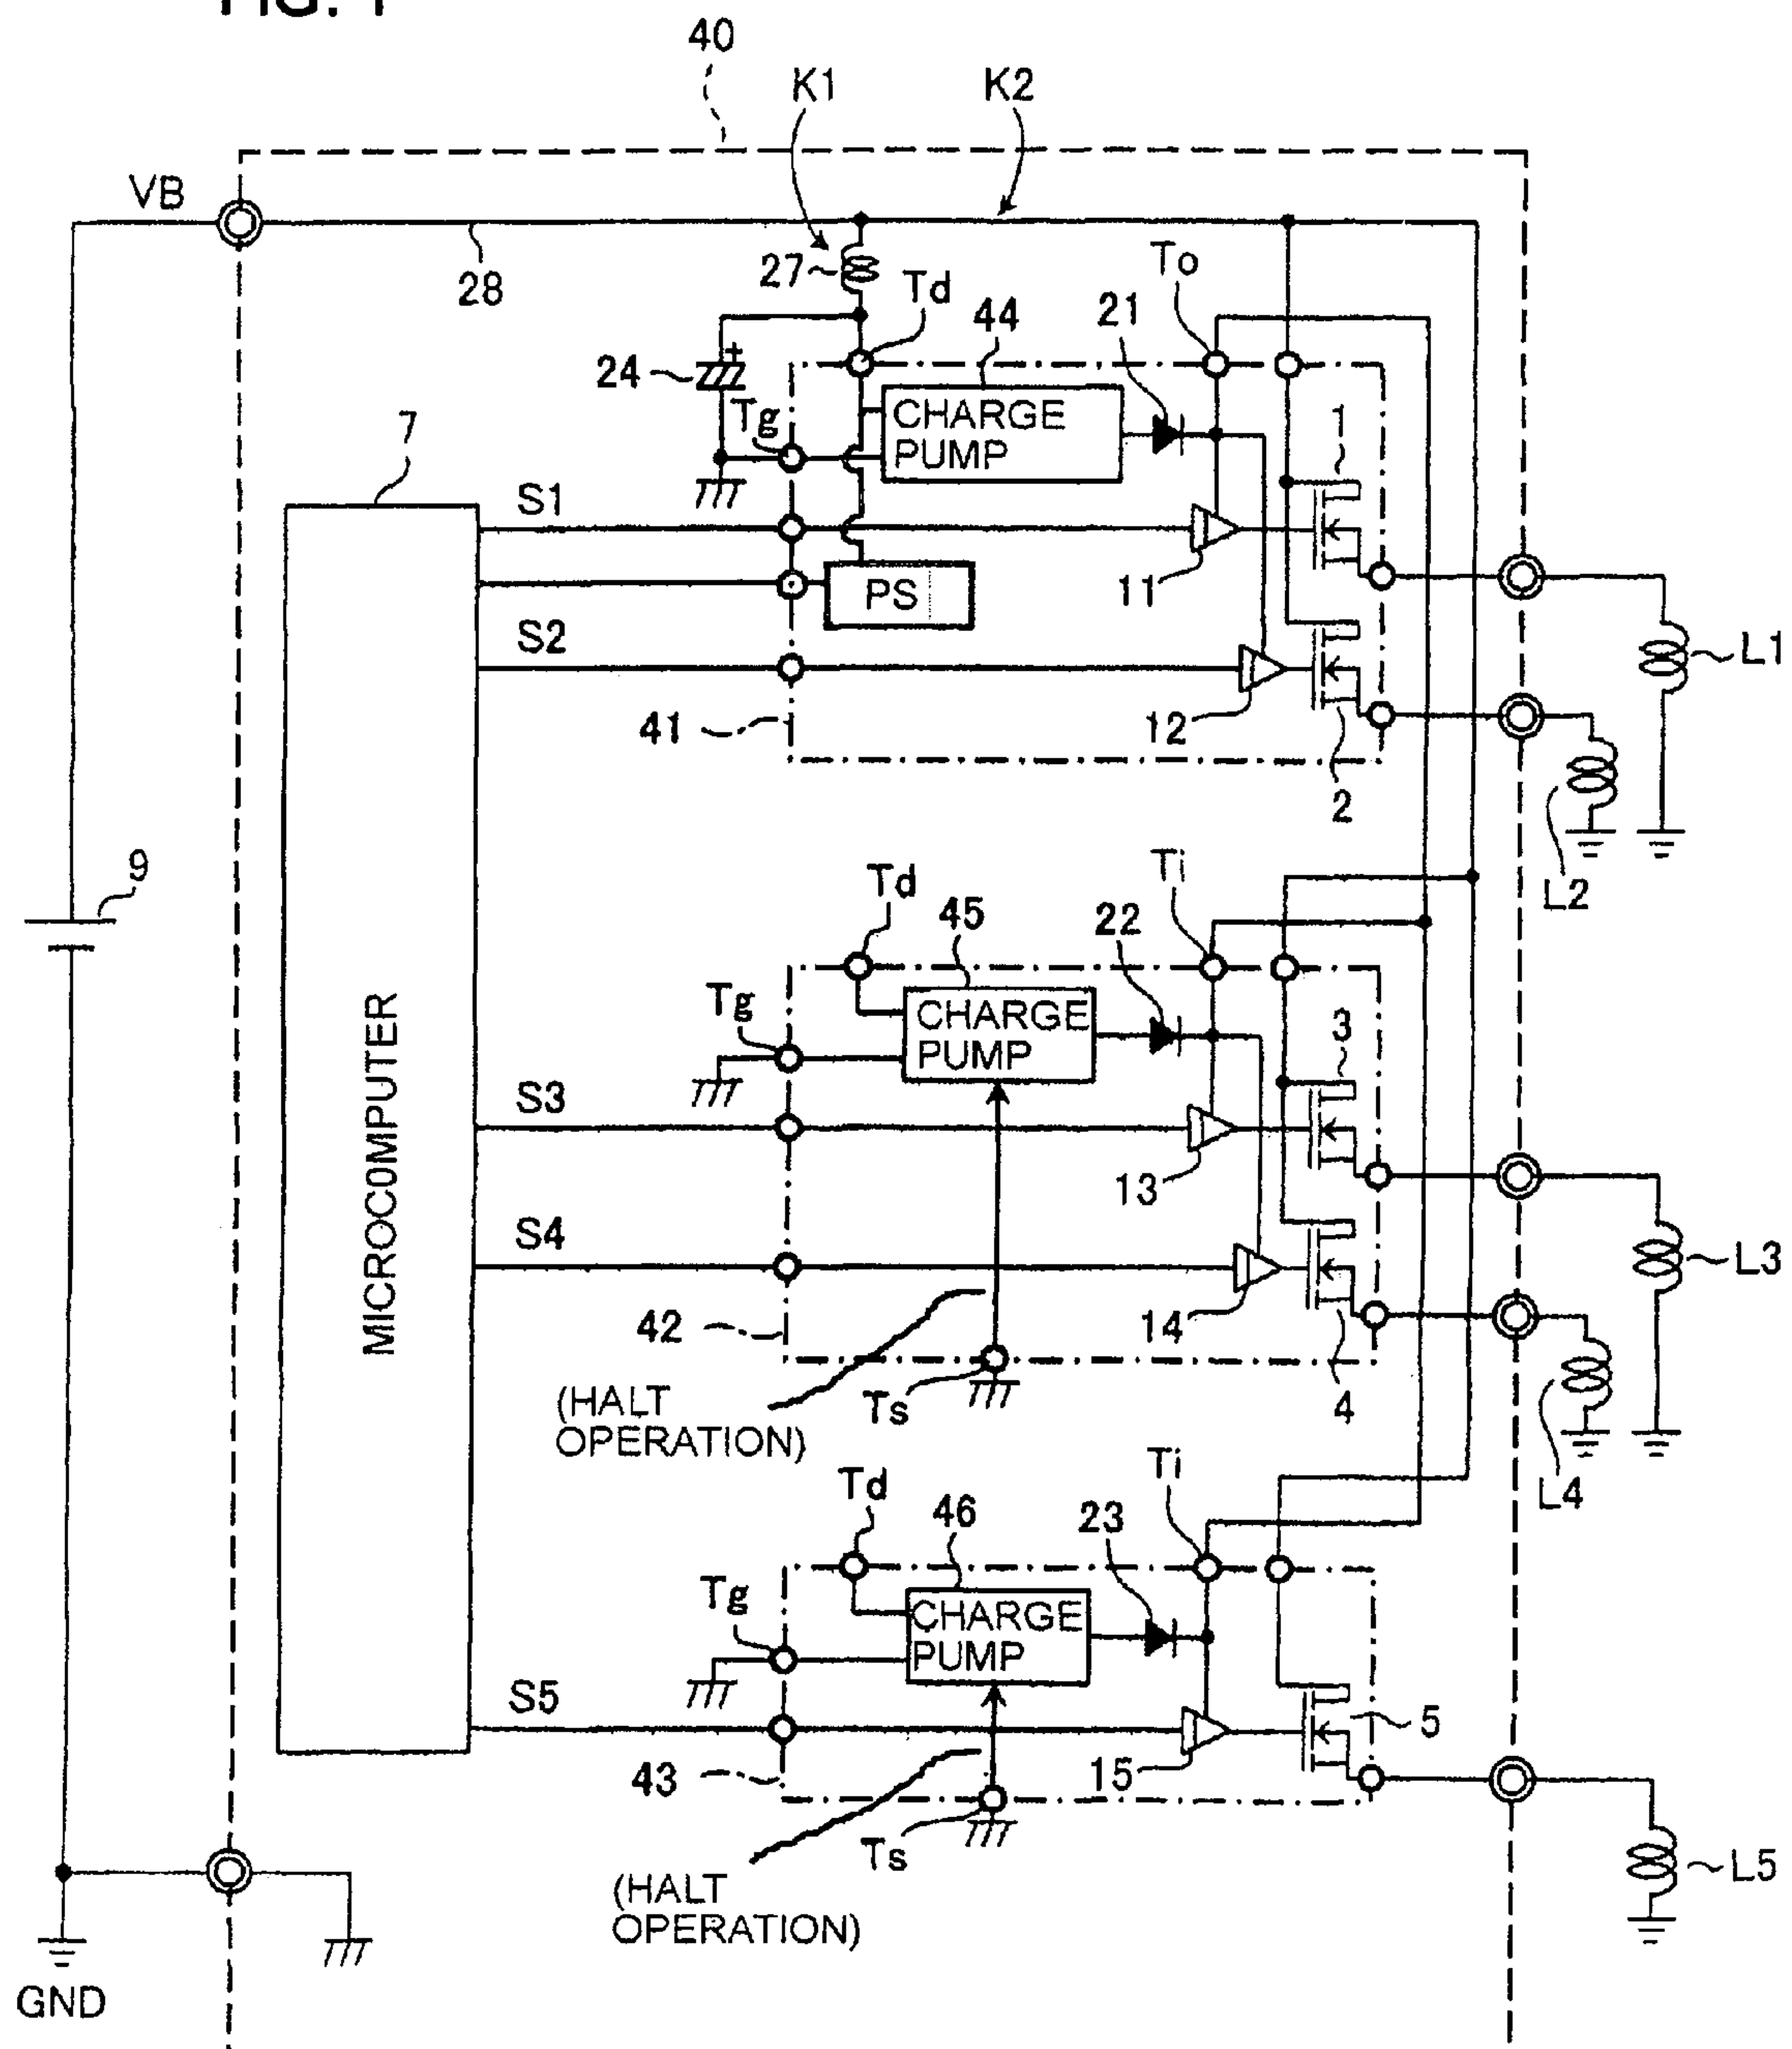 FIG. 1
40
K1
K2
VB
28
27
Td
To
44
21
24
+
Tg
CHARGE
PUMP
1
7
S1
11
PS
S2
12
L1
41
2
L2
9
Td
Ti
45
22
Tg
CHARGE
PUMP
3
S3
13
MICROCOMPUTER
S4
L3
42
14
(HALT
OPERATION)
Ts
4
L4
Td
Ti
46
23
Tg
CHARGE
PUMP
S5
5
43
15
Ts
L5
(HALT
OPERATION)
GND